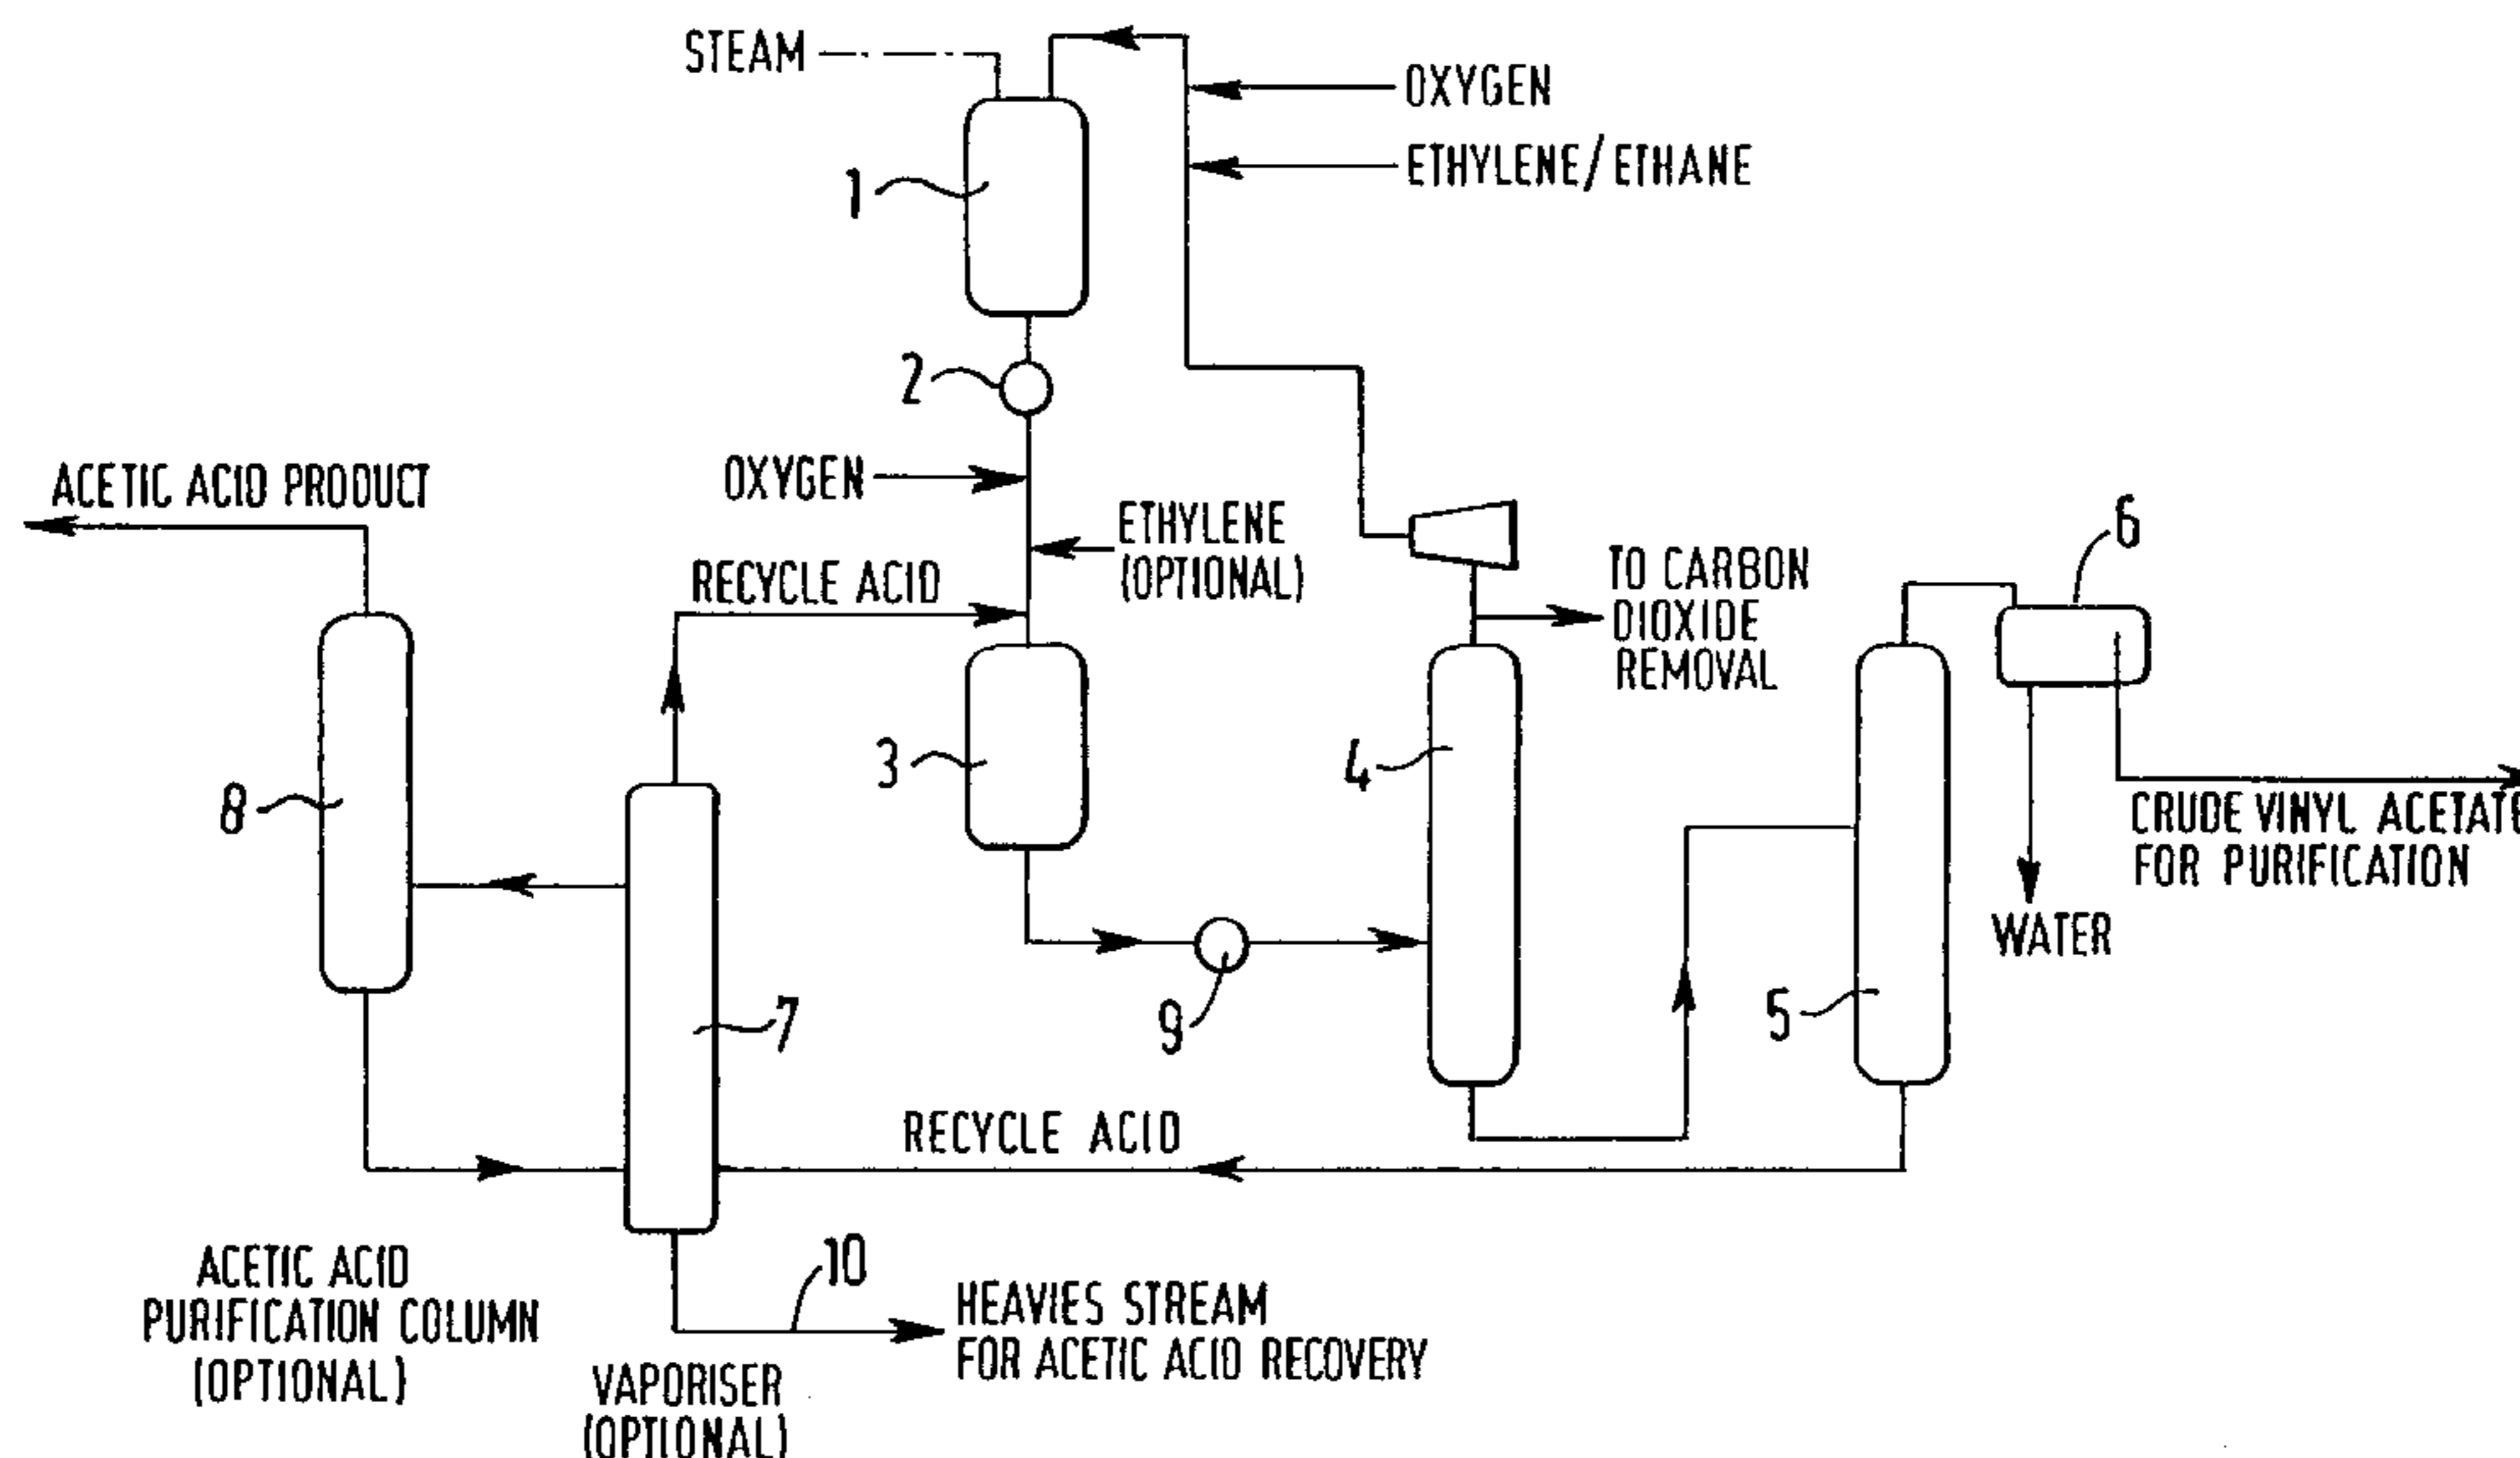 STEAM
OXYGEN
ETHYLENE/ETHANE
1
2
OXYGEN
ACETIC ACID PRODUCT
ETHYLENE
(OPTIONAL)
RECYCLE ACID
6
TO CARBON
DIOXIDE
REMOVAL
3
4
8
CRUDE VINYL ACETATE
FOR PURIFICATION
WATER
7
9
5
RECYCLE ACID
10
ACETIC ACID
PURIFICATION COLUMN
(OPTIONAL)
HEAVIES STREAM
FOR ACETIC ACID RECOVERY
VAPORISER
(OPTIONAL)